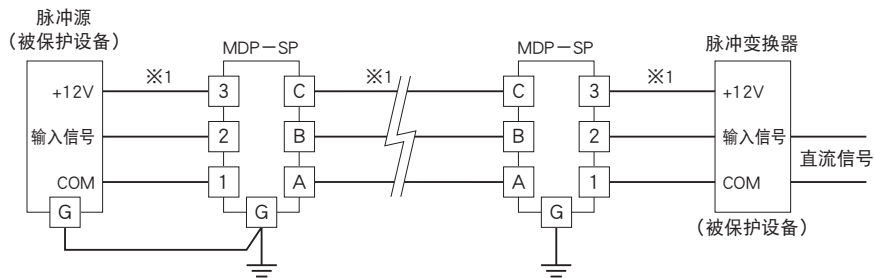 脉冲源
（被保护设备）
MDP－SP
MDP－SP
脉冲变换器
+12V
※1
3
C
※1
C
3
※1
+12V
输入信号
2
B
B
2
输入信号
直流信号
COM
1
A
A
1
COM
G
G
G
（被保护设备）